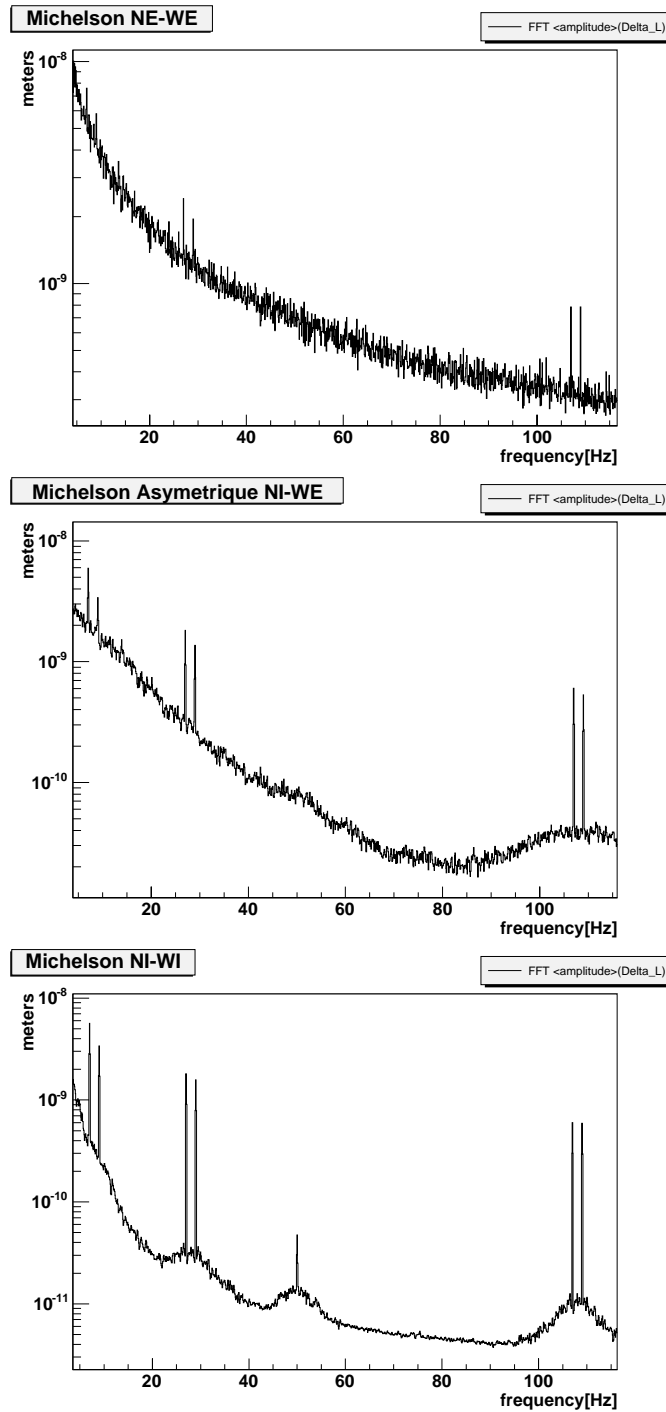 Michelson NE-WE
FFT <amplitude>(Delta_L)
meters
10-8
10-9
20 40 60 80 100
frequency[Hz]
Michelson Asymetrique NI-WE
FFT <amplitude>(Delta_L)
meters
10-8
10-9
10-10
20 40 60 80 100
frequency[Hz]
Michelson NI-WI
FFT <amplitude>(Delta_L)
meters
10-8
10-9
10-10
10-11
20 40 60 80 100
frequency[Hz]